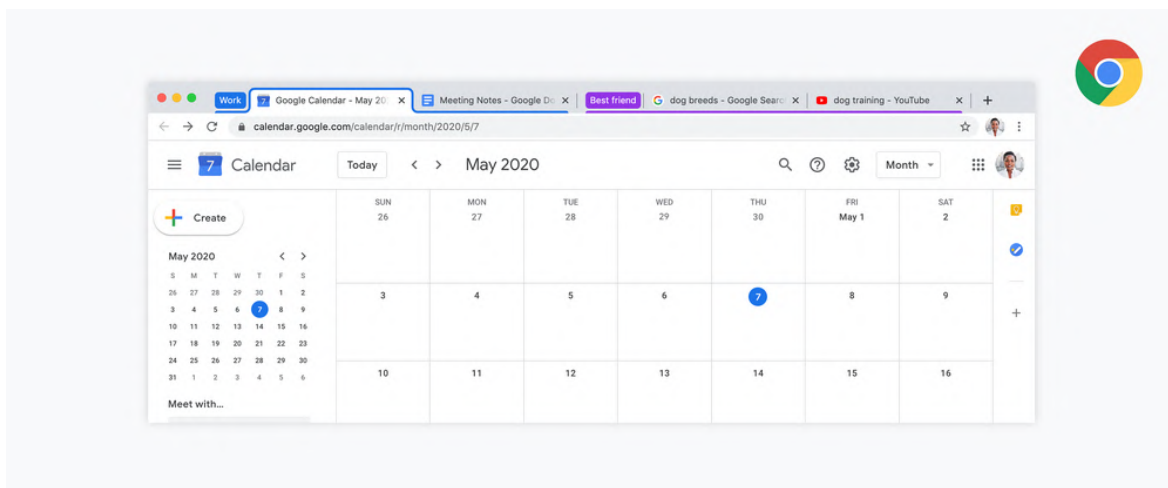 Work
7 Google Calendar - May 20
Meeting Notes - Google Do
Best friend
dog breeds - Google Searc
dog training - YouTube
calendar.google.com/calendar/r/month/2020/5/7
7 Calendar
Today
May 2020
Month
Create
May 2020
S M T W T F S
26 27 28 29 30 1 2
3 4 5 6 7 8 9
10 11 12 13 14 15 16
17 18 19 20 21 22 23
24 25 26 27 28 29 30
31 1 2 3 4 5 6
Meet with...
SUN MON TUE WED THU FRI SAT
26 27 28 29 30 May 1 2
3 4 5 6 7 8 9
10 11 12 13 14 15 16